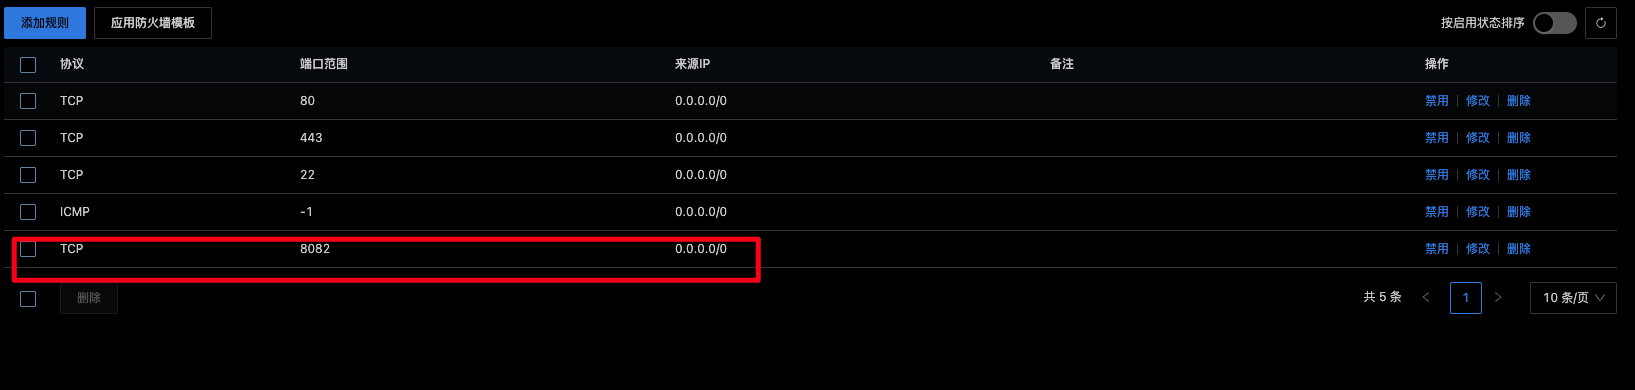 添加规则 应用防火墙模板 按启用状态排序
协议 端口范围 来源IP 备注 操作
TCP 80 0.0.0.0/0 禁用 修改 删除
TCP 443 0.0.0.0/0 禁用 修改 删除
TCP 22 0.0.0.0/0 禁用 修改 删除
ICMP -1 0.0.0.0/0 禁用 修改 删除
TCP 8082 0.0.0.0/0 禁用 修改 删除
删除 共 5 条 1 10 条/页